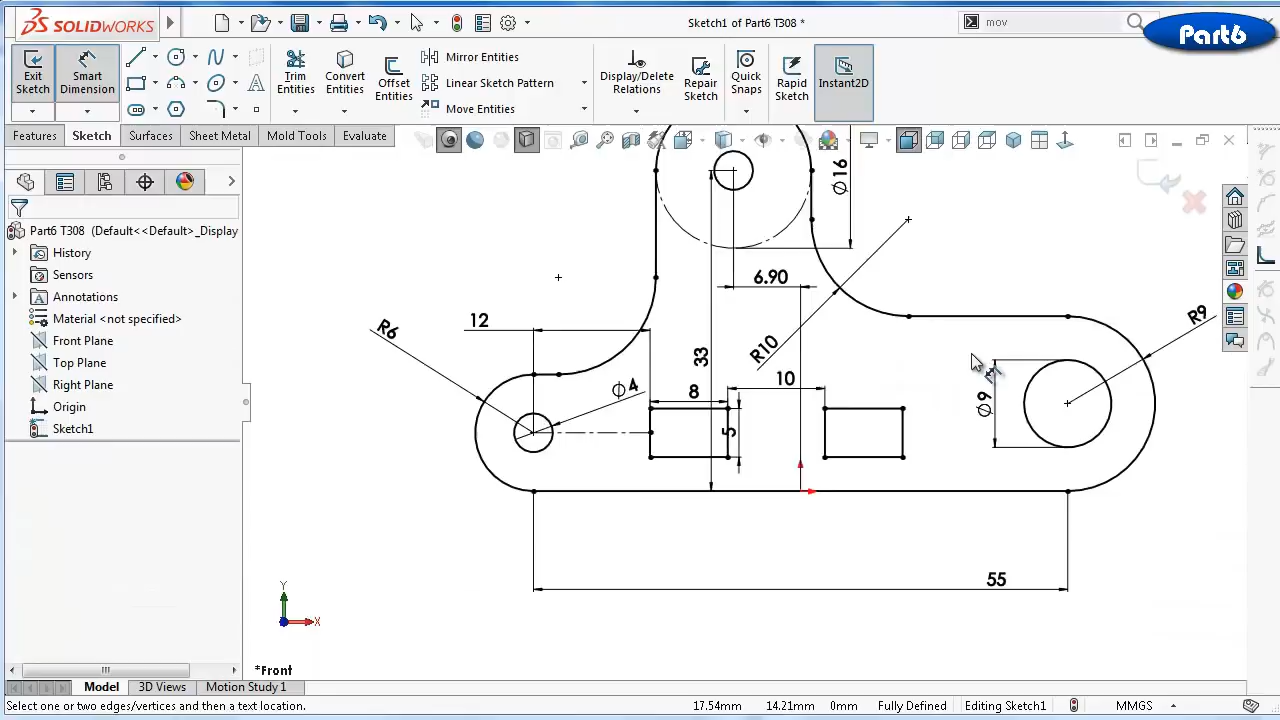 SOLIDWORKS
Sketch1 of Part6 T308 *
mov
Part6
Exit Sketch
Smart Dimension
Trim Entities
Convert Entities
Offset Entities
Mirror Entities
Linear Sketch Pattern
Move Entities
Display/Delete Relations
Repair Sketch
Quick Snaps
Rapid Sketch
Instant2D
Features
Sketch
Surfaces
Sheet Metal
Mold Tools
Evaluate
Part6 T308 (Default<<Default>_Display
History
Sensors
Annotations
Material <not specified>
Front Plane
Top Plane
Right Plane
Origin
Sketch1
Ø16
6.90
12
R6
R9
33
R10
Ø4
8
10
Ø9
5
55
Y
X
*Front
Model
3D Views
Motion Study 1
Select one or two edges/vertices and then a text location.
17.54mm
14.21mm
0mm
Fully Defined
Editing Sketch1
MMGS